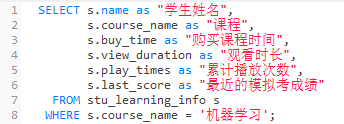 1 SELECT s.name as "学生姓名",
2 s.course_name as "课程",
3 s.buy_time as "购买课程时间",
4 s.view_duration as "观看时长",
5 s.play_times as "累计播放次数",
6 s.last_score as "最近的模拟考成绩"
7 FROM stu_learning_info s
8 WHERE s.course_name = '机器学习';